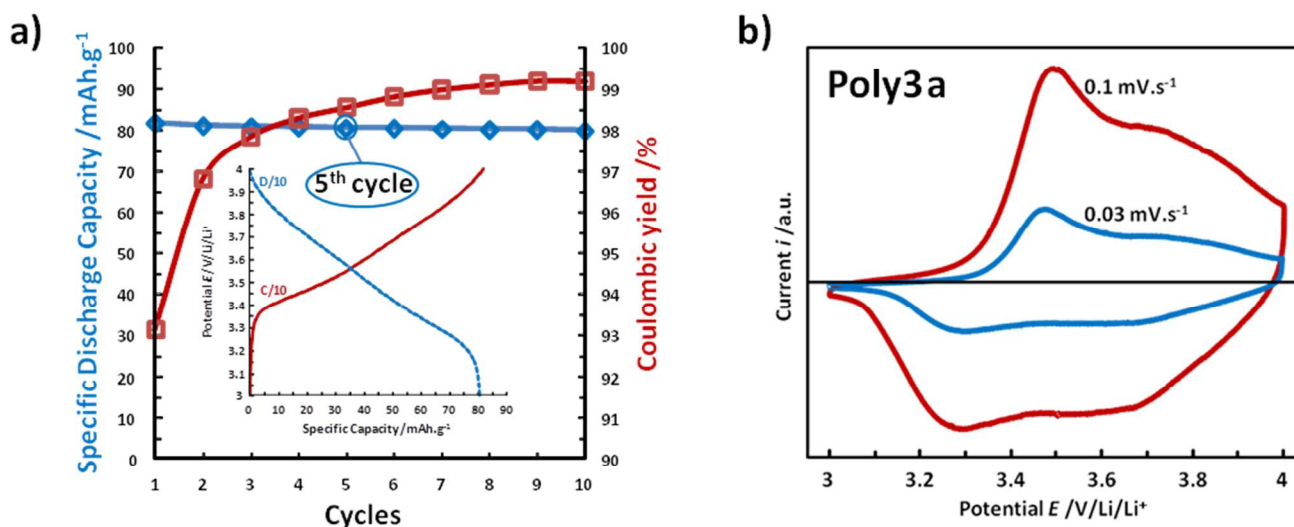 a)
Specific Discharge Capacity /mAh.g⁻¹
100
90
80
70
60
50
40
30
20
10
0
1 2 3 4 5 6 7 8 9 10
Cycles
100
99
98
97
96
95
94
93
92
91
90
Coulombic yield /%
5th cycle
D/10
C/10
Potential E / V/Li/Li⁺
4
3.9
3.8
3.7
3.6
3.5
3.4
3.3
3.2
3.1
3
0 10 20 30 40 50 60 70 80 90
Specific Capacity /mAh.g⁻¹
b)
Poly3a
0.1 mV.s⁻¹
0.03 mV.s⁻¹
Current i /a.u.
3 3.2 3.4 3.6 3.8 4
Potential E /V/Li/Li⁺